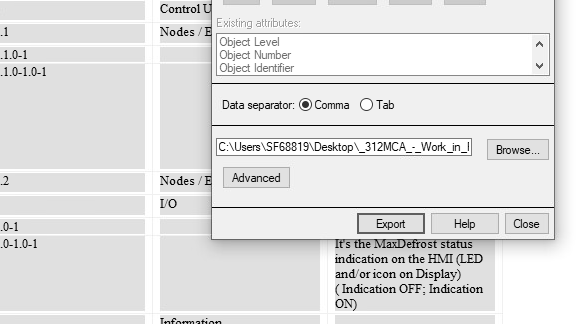 Control U
.1
Nodes / E
.1.0-1
.1.0-1.0-1
.2
Nodes / E
I/O
.0-1
.0-1.0-1
Existing attributes:
Object Level
Object Number
Object Identifier
Data separator:
Comma
Tab
C:\Users\SF68819\Desktop\_312MCA_-_Work_in_
Browse...
Advanced
Export
Help
Close
It's the MaxDefrost status
indication on the HMI (LED
and/or icon on Display)
( Indication OFF; Indication
ON)
Information